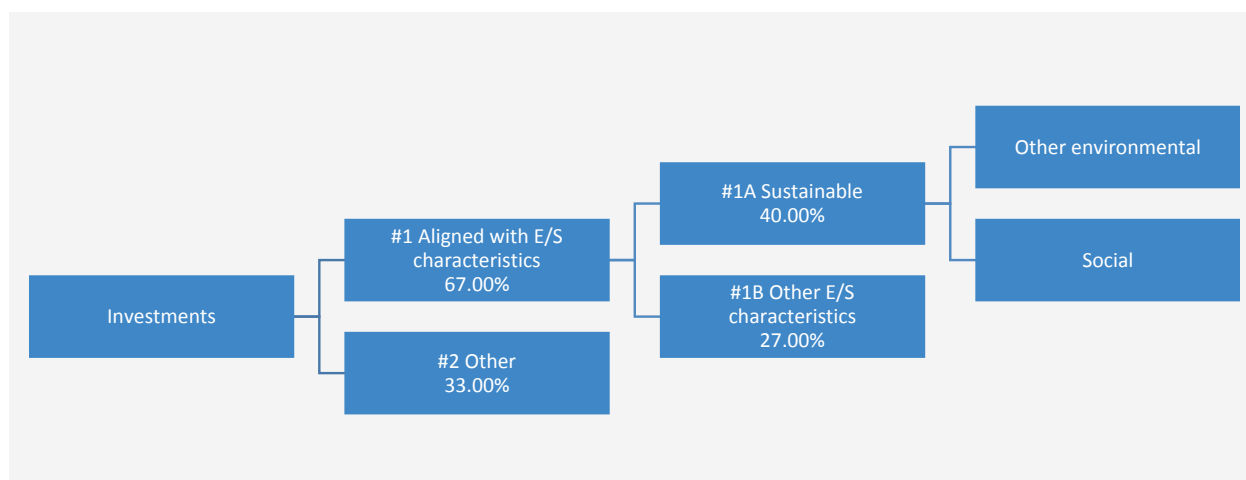 Investments
#1 Aligned with E/S
characteristics
67.00%
#2 Other
33.00%
#1A Sustainable
40.00%
#1B Other E/S
characteristics
27.00%
Other environmental
Social